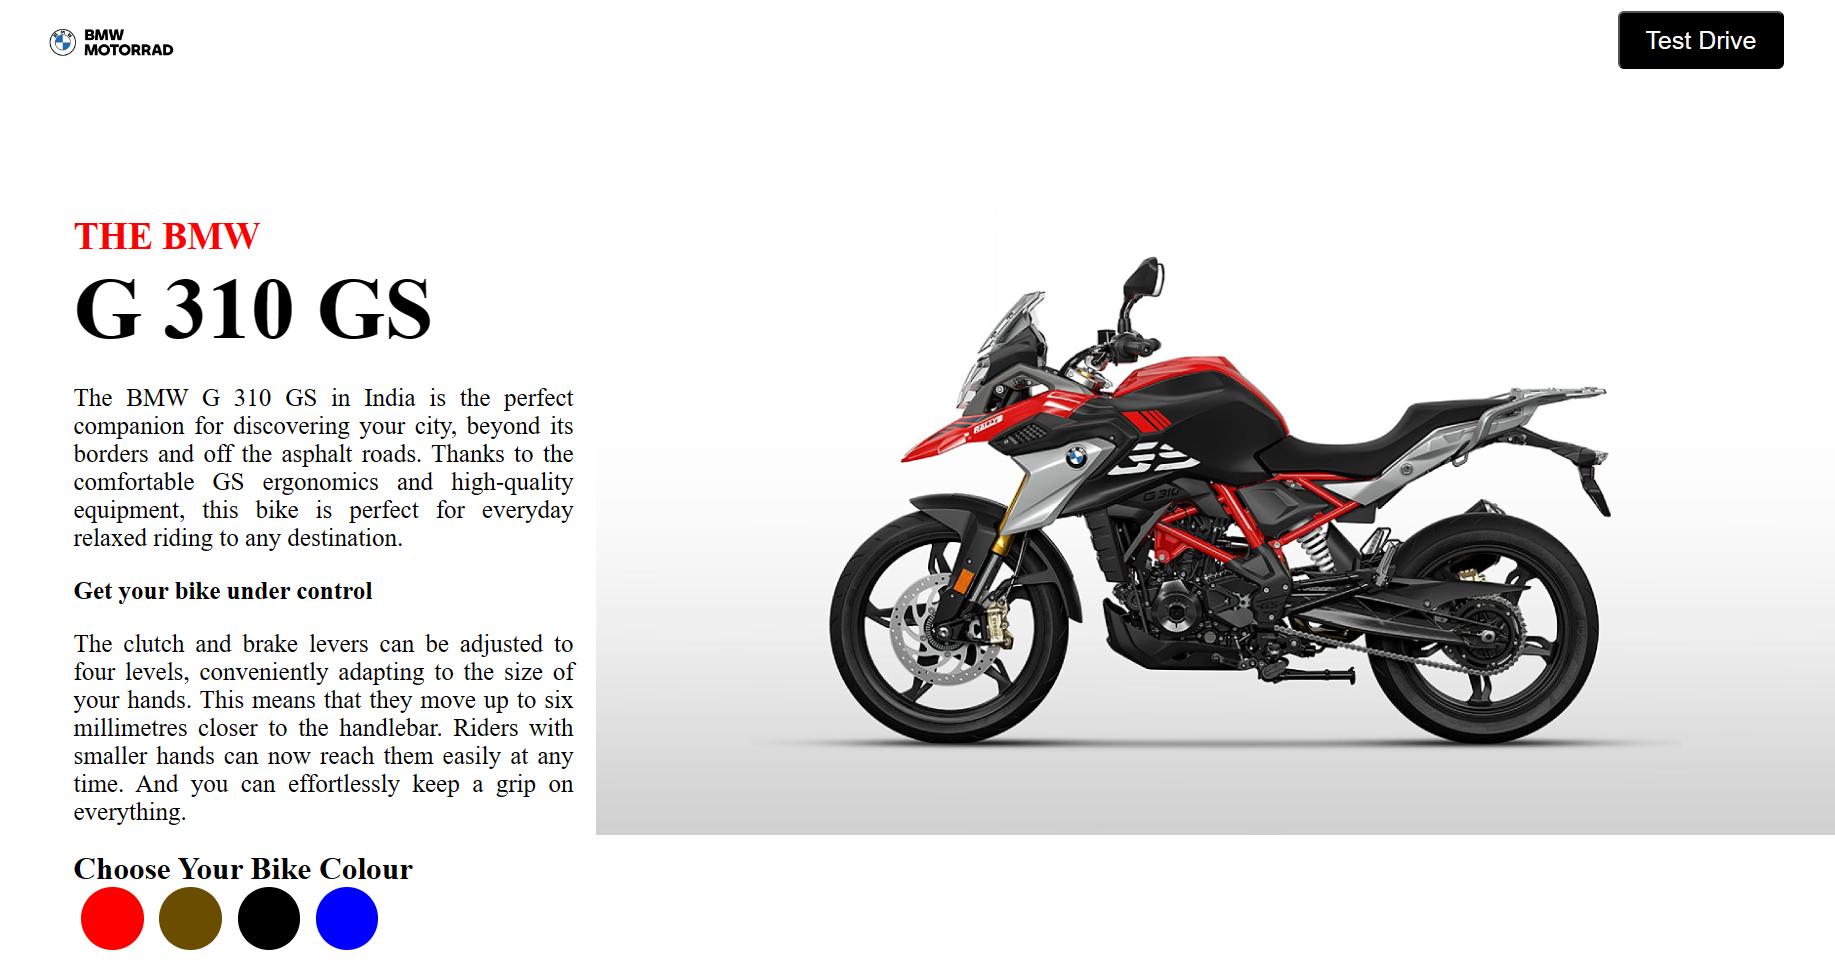 BMW
MOTORRAD
Test Drive
THE BMW
G 310 GS
The BMW G 310 GS in India is the perfect
companion for discovering your city, beyond its
borders and off the asphalt roads. Thanks to the
comfortable GS ergonomics and high-quality
equipment, this bike is perfect for everyday
relaxed riding to any destination.
Get your bike under control
The clutch and brake levers can be adjusted to
four levels, conveniently adapting to the size of
your hands. This means that they move up to six
millimetres closer to the handlebar. Riders with
smaller hands can now reach them easily at any
time. And you can effortlessly keep a grip on
everything.
Choose Your Bike Colour
RALLYE
GS
G 310